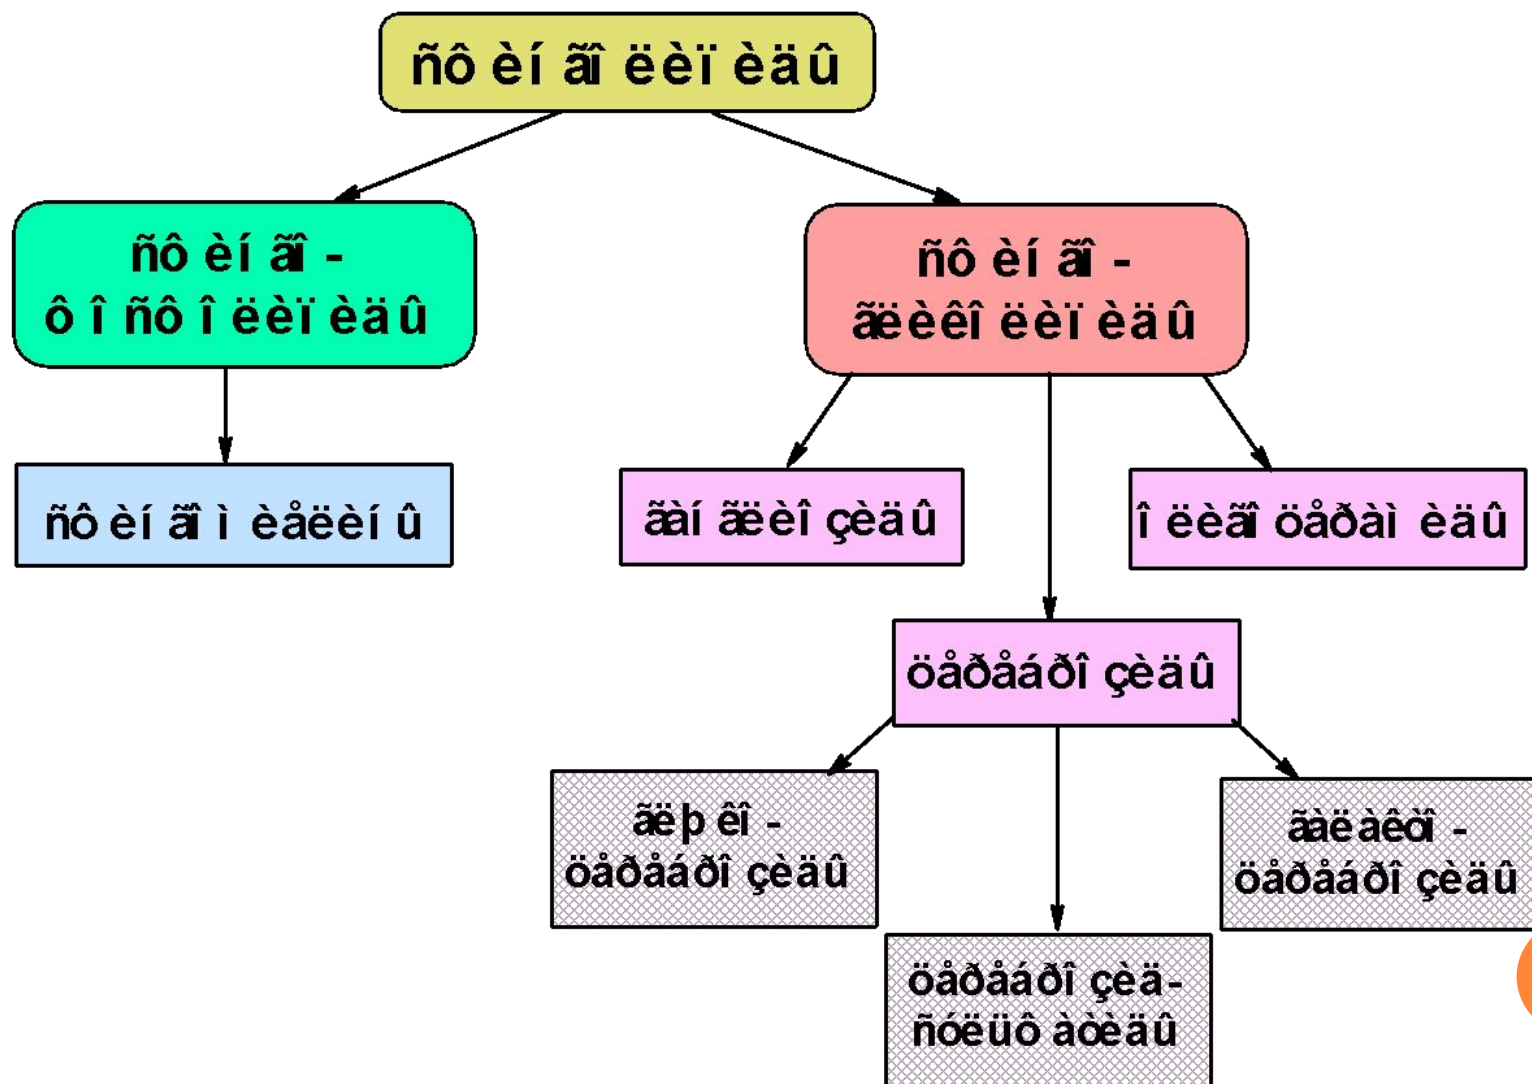 ñô èí ãî ëèï èäû
ñô èí ãî -
ô î ñô î ëèï èäû
ñô èí ãî -
ãëèêî ëèï èäû
ñô èí ãî ì èåëèí û
ãàí ãëèî çèäû
î ëèãî öåðàì èäû
öåðåáðî çèäû
ãëþ êî -
öåðåáðî çèäû
ãàëàêòî -
öåðåáðî çèäû
öåðåáðî çèä-
ñóëüô àòèäû